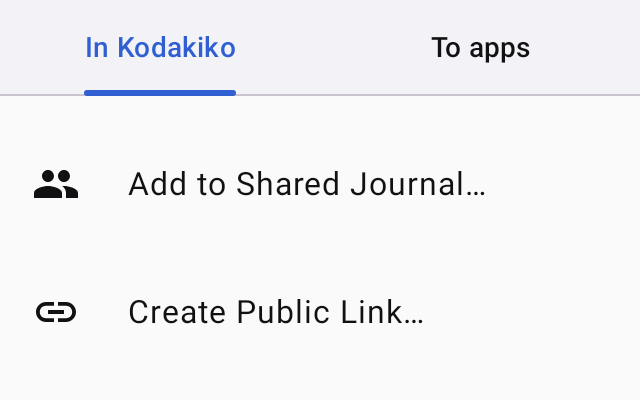 In Kodakiko
To apps
Add to Shared Journal…
Create Public Link…